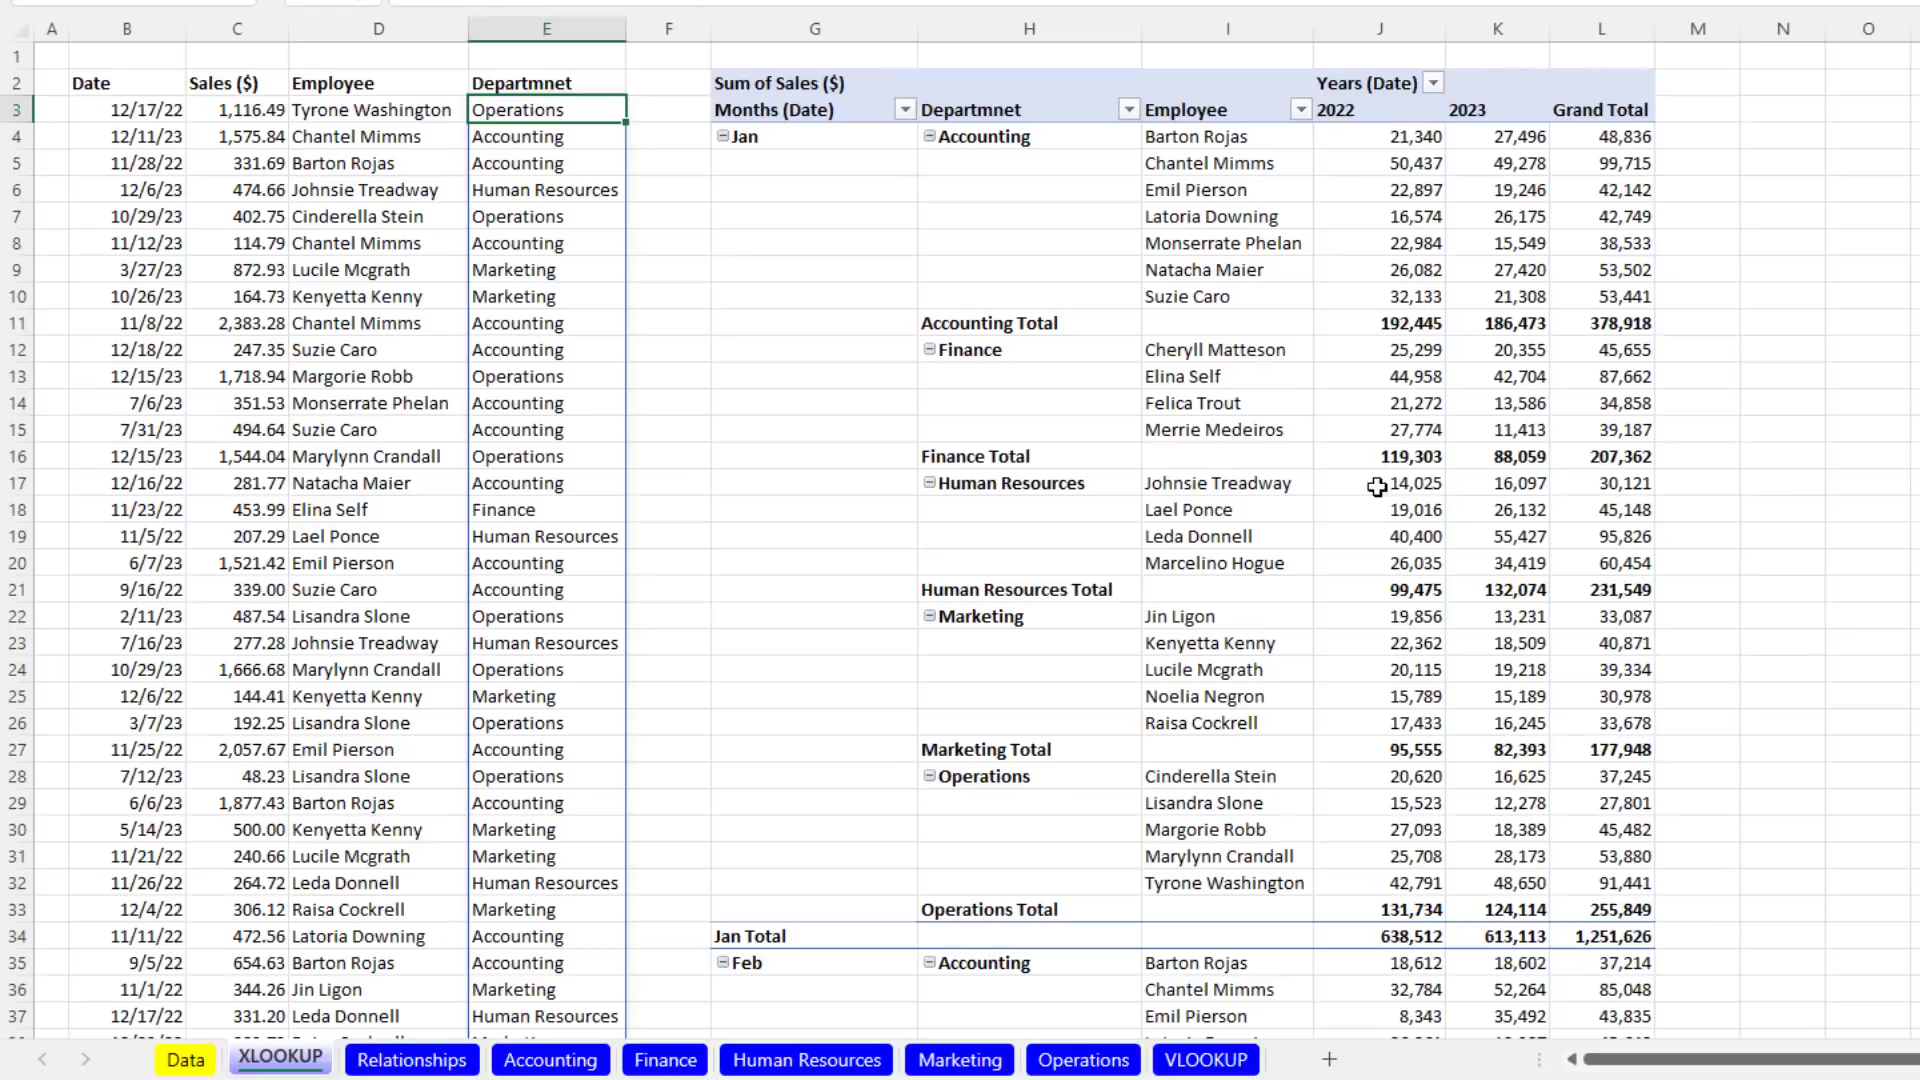 A B C D E F G H I J K L M N O
1
2 Date Sales ($) Employee Departmnet Sum of Sales ($) Years (Date)
3 12/17/22 1,116.49 Tyrone Washington Operations Months (Date) Departmnet Employee 2022 2023 Grand Total
4 12/11/23 1,575.84 Chantel Mimms Accounting Jan Accounting Barton Rojas 21,340 27,496 48,836
5 11/28/22 331.69 Barton Rojas Accounting Chantel Mimms 50,437 49,278 99,715
6 12/6/23 474.66 Johnsie Treadway Human Resources Emil Pierson 22,897 19,246 42,142
7 10/29/23 402.75 Cinderella Stein Operations Latoria Downing 16,574 26,175 42,749
8 11/12/23 114.79 Chantel Mimms Accounting Monserrate Phelan 22,984 15,549 38,533
9 3/27/23 872.93 Lucile Mcgrath Marketing Natacha Maier 26,082 27,420 53,502
10 10/26/23 164.73 Kenyetta Kenny Marketing Suzie Caro 32,133 21,308 53,441
11 11/8/22 2,383.28 Chantel Mimms Accounting Accounting Total 192,445 186,473 378,918
12 12/18/22 247.35 Suzie Caro Accounting Finance Cheryll Matteson 25,299 20,355 45,655
13 12/15/23 1,718.94 Margorie Robb Operations Elina Self 44,958 42,704 87,662
14 7/6/23 351.53 Monserrate Phelan Accounting Felica Trout 21,272 13,586 34,858
15 7/31/23 494.64 Suzie Caro Accounting Merrie Medeiros 27,774 11,413 39,187
16 12/15/23 1,544.04 Marylynn Crandall Operations Finance Total 119,303 88,059 207,362
17 12/16/22 281.77 Natacha Maier Accounting Human Resources Johnsie Treadway 14,025 16,097 30,121
18 11/23/22 453.99 Elina Self Finance Lael Ponce 19,016 26,132 45,148
19 11/5/22 207.29 Lael Ponce Human Resources Leda Donnell 40,400 55,427 95,826
20 6/7/23 1,521.42 Emil Pierson Accounting Marcelino Hogue 26,035 34,419 60,454
21 9/16/22 339.00 Suzie Caro Accounting Human Resources Total 99,475 132,074 231,549
22 2/11/23 487.54 Lisandra Slone Operations Marketing Jin Ligon 19,856 13,231 33,087
23 7/16/23 277.28 Johnsie Treadway Human Resources Kenyetta Kenny 22,362 18,509 40,871
24 10/29/23 1,666.68 Marylynn Crandall Operations Lucile Mcgrath 20,115 19,218 39,334
25 12/6/22 144.41 Kenyetta Kenny Marketing Noelia Negron 15,789 15,189 30,978
26 3/7/23 192.25 Lisandra Slone Operations Raisa Cockrell 17,433 16,245 33,678
27 11/25/22 2,057.67 Emil Pierson Accounting Marketing Total 95,555 82,393 177,948
28 7/12/23 48.23 Lisandra Slone Operations Operations Cinderella Stein 20,620 16,625 37,245
29 6/6/23 1,877.43 Barton Rojas Accounting Lisandra Slone 15,523 12,278 27,801
30 5/14/23 500.00 Kenyetta Kenny Marketing Margorie Robb 27,093 18,389 45,482
31 11/21/22 240.66 Lucile Mcgrath Marketing Marylynn Crandall 25,708 28,173 53,880
32 11/26/22 264.72 Leda Donnell Human Resources Tyrone Washington 42,791 48,650 91,441
33 12/4/22 306.12 Raisa Cockrell Marketing Operations Total 131,734 124,114 255,849
34 11/11/22 472.56 Latoria Downing Accounting Jan Total 638,512 613,113 1,251,626
35 9/5/22 654.63 Barton Rojas Accounting Feb Accounting Barton Rojas 18,612 18,602 37,214
36 11/1/22 344.26 Jin Ligon Marketing Chantel Mimms 32,784 52,264 85,048
37 12/17/22 331.20 Leda Donnell Human Resources Emil Pierson 8,343 35,492 43,835
Data XLOOKUP Relationships Accounting Finance Human Resources Marketing Operations VLOOKUP